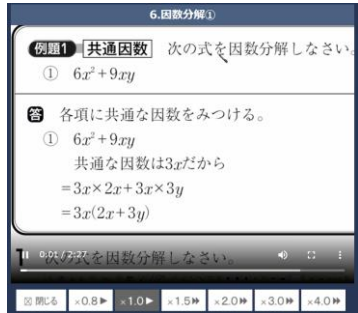 6.因数分解①
例題1 共通因数 次の式を因数分解しなさい。
① 6x²+9xy
答 各項に共通な因数をみつける。
① 6x²+9xy
共通な因数は3xだから
=3x×2x+3x×3y
=3x(2x+3y)
次の式を因数分解しなさい。
0:01 / 2:27
閉じる ×0.8 ×1.0 ×1.5 ×2.0 ×3.0 ×4.0